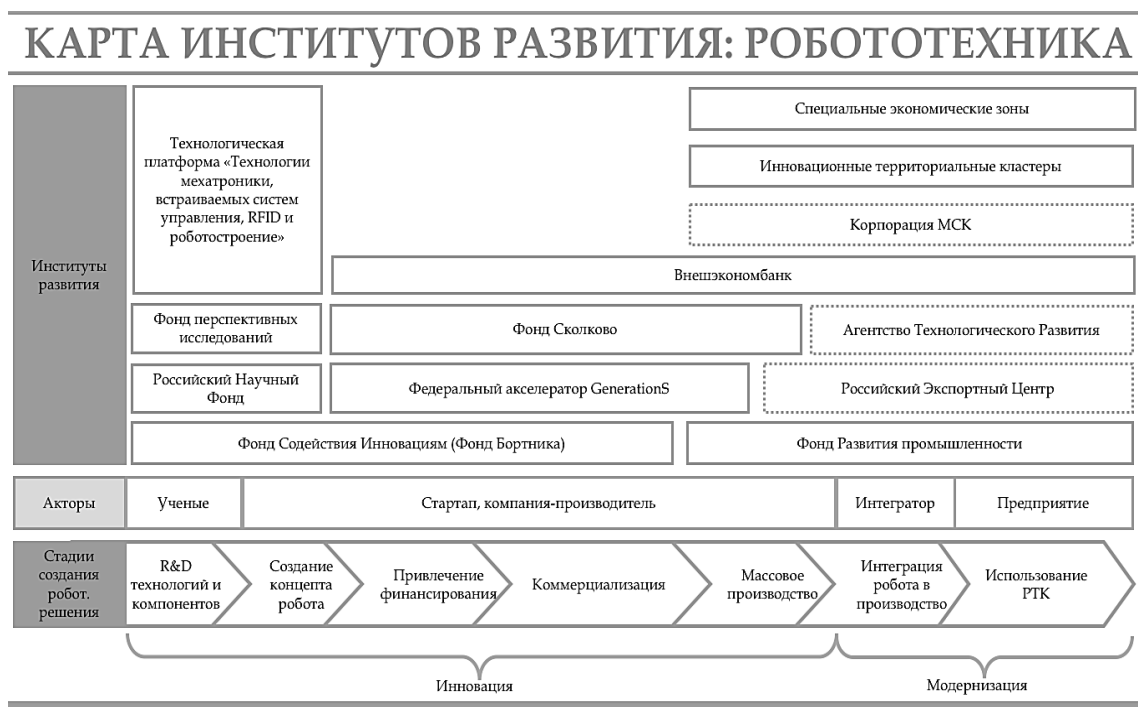 КАРТА ИНСТИТУТОВ РАЗВИТИЯ: РОБОТОТЕХНИКА
Институты
развития
Технологическая
платформа «Технологии
мехатроники,
встраиваемых систем
управления, RFID и
роботостроение»
Специальные экономические зоны
Инновационные территориальные кластеры
Корпорация МСК
Внешэкономбанк
Фонд перспективных
исследований
Фонд Сколково
Агентство Технологического Развития
Российский Научный
Фонд
Федеральный акселератор GenerationS
Российский Экспортный Центр
Фонд Содействия Инновациям (Фонд Бортника)
Фонд Развития промышленности
Акторы
Ученые
Стартап, компания-производитель
Интегратор
Предприятие
Стадии
создания
робот.
решения
R&D
технологий и
компонентов
Создание
концепта
робота
Привлечение
финансирования
Коммерциализация
Массовое
производство
Интеграция
робота в
производство
Использование
РТК
Инновация
Модернизация